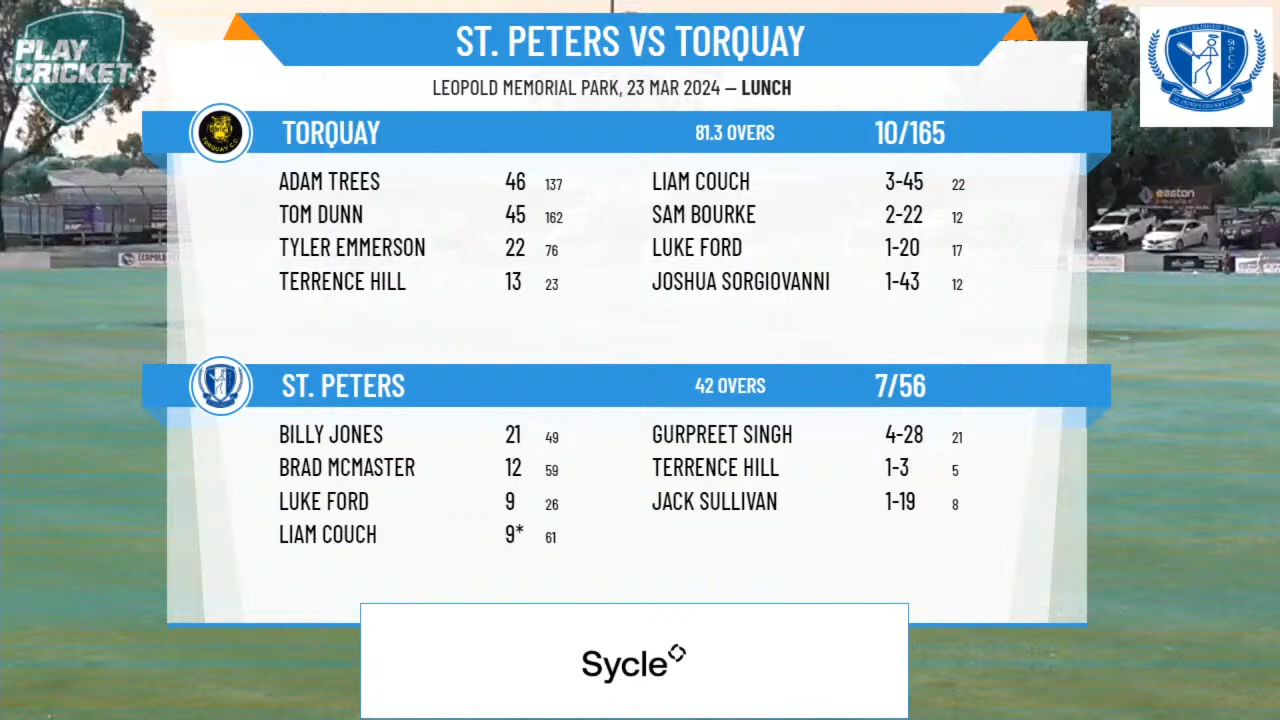 PLAY
CRICKET
ST. PETERS VS TORQUAY
LEOPOLD MEMORIAL PARK, 23 MAR 2024 – LUNCH
TORQUAY 81.3 OVERS 10/165
ADAM TREES 46 137 LIAM COUCH 3-45 22
TOM DUNN 45 162 SAM BOURKE 2-22 12
TYLER EMMERSON 22 76 LUKE FORD 1-20 17
TERRENCE HILL 13 23 JOSHUA SORGIOVANNI 1-43 12
ST. PETERS 42 OVERS 7/56
BILLY JONES 21 49 GURPREET SINGH 4-28 21
BRAD MCMASTER 12 59 TERRENCE HILL 1-3 5
LUKE FORD 9 26 JACK SULLIVAN 1-19 8
LIAM COUCH 9* 61
Sycle
easton
LEOPOLD
TORQUAY C.C.